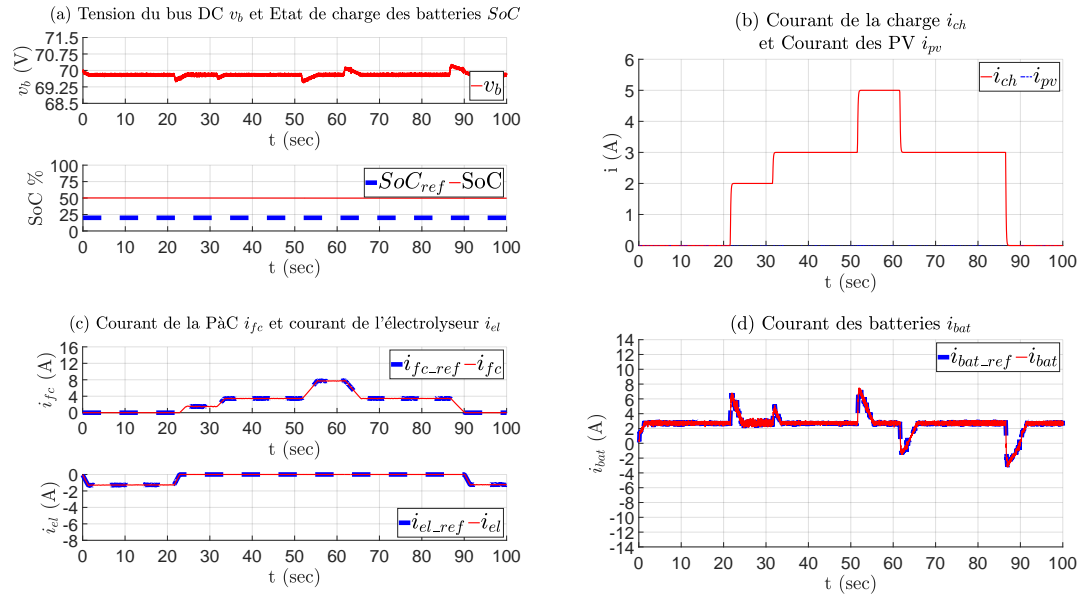 (a) Tension du bus DC v_b et Etat de charge des batteries SoC
71.5
70.75
70
69.25
68.5
v_b (V)
v_b
0 10 20 30 40 50 60 70 80 90 100
t (sec)
100
75
50
25
0
SoC %
SoC_ref SoC
0 10 20 30 40 50 60 70 80 90 100
t (sec)
(b) Courant de la charge i_ch
et Courant des PV i_pv
6
5
4
3
2
1
0
i (A)
i_ch i_pv
0 10 20 30 40 50 60 70 80 90 100
t (sec)
(c) Courant de la PàC i_fc et courant de l'électrolyseur i_el
16
12
8
4
0
i_fc (A)
i_fc_ref i_fc
0 10 20 30 40 50 60 70 80 90 100
t (sec)
0
-2
-4
-6
-8
i_el (A)
i_el_ref i_el
0 10 20 30 40 50 60 70 80 90 100
t (sec)
(d) Courant des batteries i_bat
14
12
10
8
6
4
2
0
-2
-4
-6
-8
-10
-12
-14
i_bat (A)
i_bat_ref i_bat
0 10 20 30 40 50 60 70 80 90 100
t (sec)